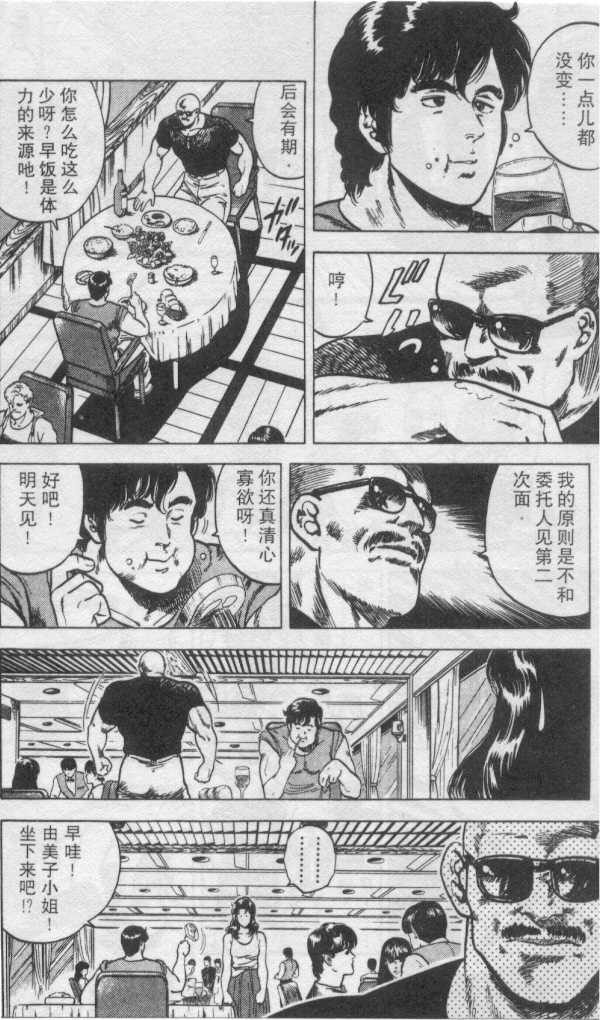 你一点儿都
没变……
哼！
后会有期．
ガタッ
你怎么吃这么
少呀？早饭是体
力的来源吔！
我的原则是不和
委托人见第二
次面．
你还真清心
寡欲呀！
好吧！
明天见！
…………
早哇！
由美子小姐！
坐下来吧!?